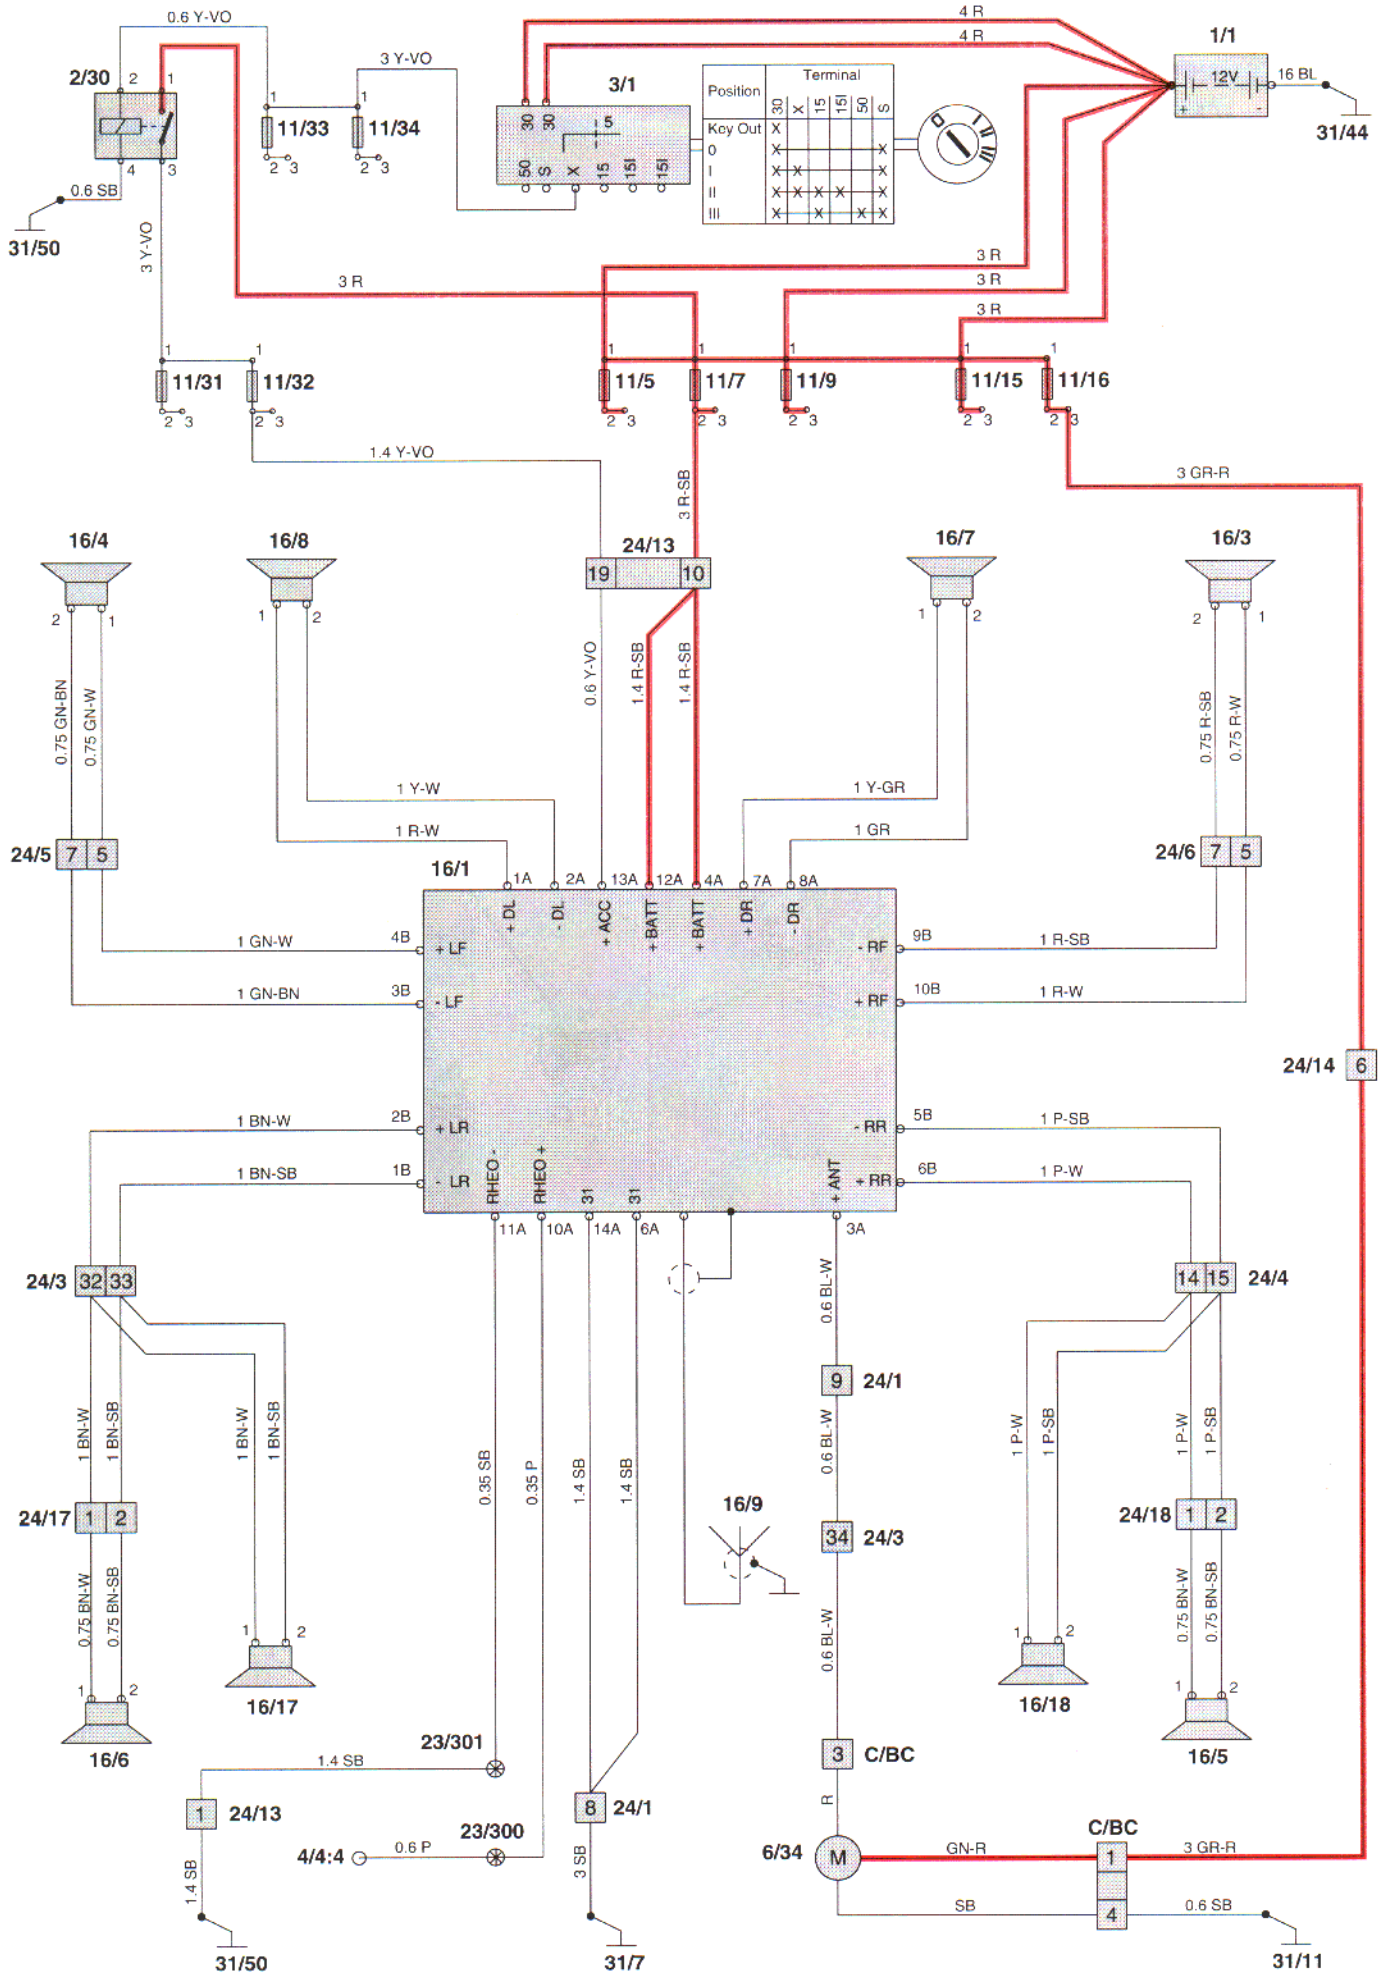 0.6 Y-VO
4 R
4 R
1/1
2/30
2
1
3 Y-VO
3/1
Position
Terminal
30
X
15
15I
50
S
Key Out X
0 X X
I X X X
II X X X X X
III X X X X
30
30
5
50
S
X
15
15I
15I
0
I
II
III
12V
+
-
16 BL
31/44
1
11/33
2 3
1
11/34
2 3
4
3
0.6 SB
31/50
3 Y-VO
3 R
3 R
3 R
3 R
1
11/31
2 3
1
11/32
2 3
1
11/5
2 3
1
11/7
2 3
1
11/9
2 3
1
11/15
2 3
1
11/16
2 3
1.4 Y-VO
3 R-SB
3 GR-R
16/4
16/8
24/13
19
10
16/7
16/3
2
1
1
2
1
2
2
1
0.75 GN-BN
0.75 GN-W
0.6 Y-VO
1.4 R-SB
1.4 R-SB
0.75 R-SB
0.75 R-W
1 Y-W
1 R-W
1 Y-GR
1 GR
24/5
7
5
24/6
7
5
16/1
1A
2A
13A
12A
4A
7A
8A
+ DL
- DL
+ ACC
+ BATT
+ BATT
+ DR
- DR
1 GN-W
4B
+ LF
- RF
9B
1 R-SB
1 GN-BN
3B
- LF
+ RF
10B
1 R-W
24/14
6
1 BN-W
2B
+ LR
- RR
5B
1 P-SB
1 BN-SB
1B
- LR
+ RR
6B
1 P-W
RHEO -
RHEO +
31
31
+ ANT
11A
10A
14A
6A
3A
24/3
32
33
14
15
24/4
0.6 BL-W
9
24/1
1 BN-W
1 BN-SB
1 BN-W
1 BN-SB
0.35 SB
0.35 P
1.4 SB
1.4 SB
0.6 BL-W
1 P-W
1 P-SB
1 P-W
1 P-SB
24/17
1
2
16/9
34
24/3
24/18
1
2
0.75 BN-W
0.75 BN-SB
0.6 BL-W
0.75 BN-W
0.75 BN-SB
1
2
16/17
1
2
16/18
1
2
16/6
1
2
16/5
23/301
1.4 SB
3
C/BC
1
24/13
8
24/1
R
23/300
4/4:4
0.6 P
1.4 SB
3 SB
6/34
M
GN-R
C/BC
1
3 GR-R
SB
4
0.6 SB
31/50
31/7
31/11